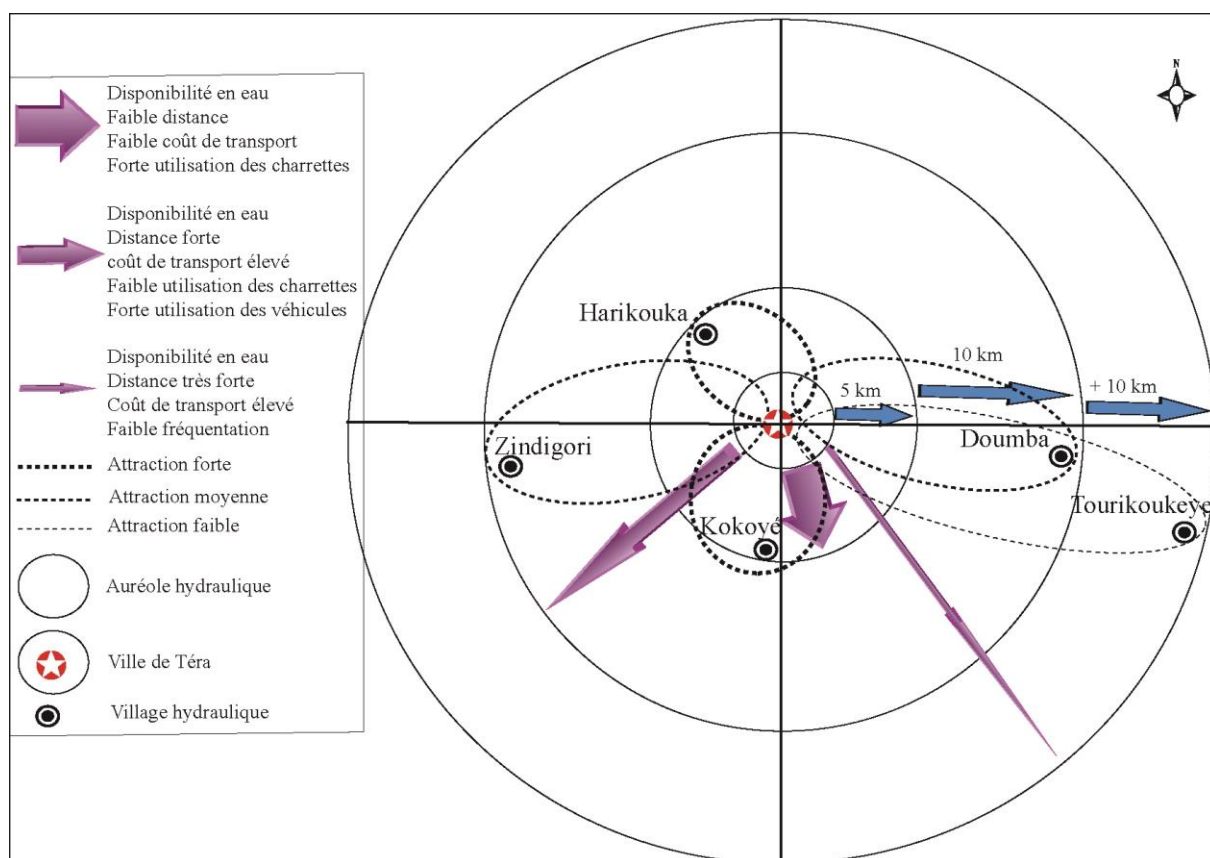 Disponibilité en eau
Faible distance
Faible coût de transport
Forte utilisation des charrettes
Disponibilité en eau
Distance forte
coût de transport élevé
Faible utilisation des charrettes
Forte utilisation des véhicules
Disponibilité en eau
Distance très forte
Coût de transport élevé
Faible fréquentation
Attraction forte
Attraction moyenne
Attraction faible
Auréole hydraulique
Ville de Téra
Village hydraulique
N
Harikouka
10 km
5 km
+ 10 km
Zindigori
Doumba
Kokoyé
Tourikoukeye